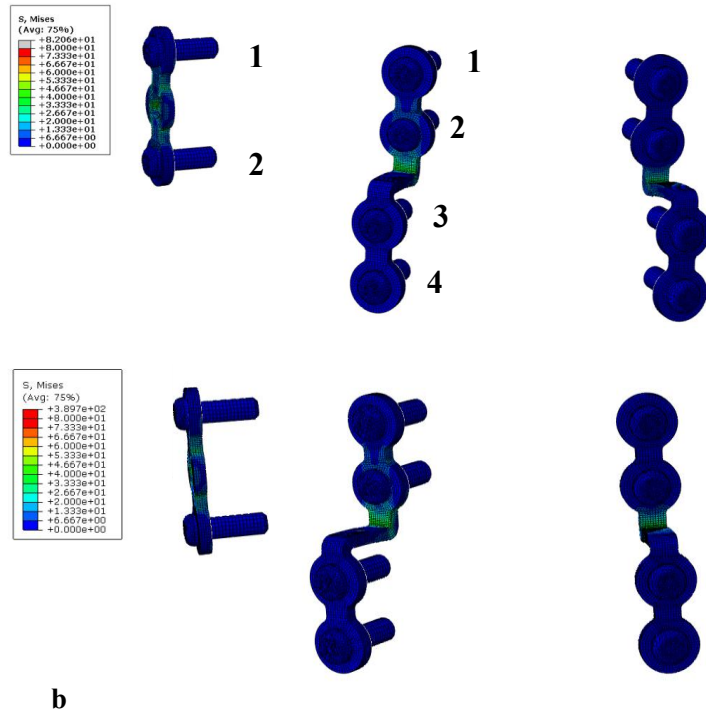 S, Mises
(Avg: 75%)
+8.206e+01
+8.000e+01
+7.333e+01
+6.667e+01
+6.000e+01
+5.333e+01
+4.667e+01
+4.000e+01
+3.333e+01
+2.667e+01
+2.000e+01
+1.333e+01
+6.667e+00
+0.000e+00
1
2
1
2
3
4
S, Mises
(Avg: 75%)
+3.897e+02
+8.000e+01
+7.333e+01
+6.667e+01
+6.000e+01
+5.333e+01
+4.667e+01
+4.000e+01
+3.333e+01
+2.667e+01
+2.000e+01
+1.333e+01
+6.667e+00
+0.000e+00
b